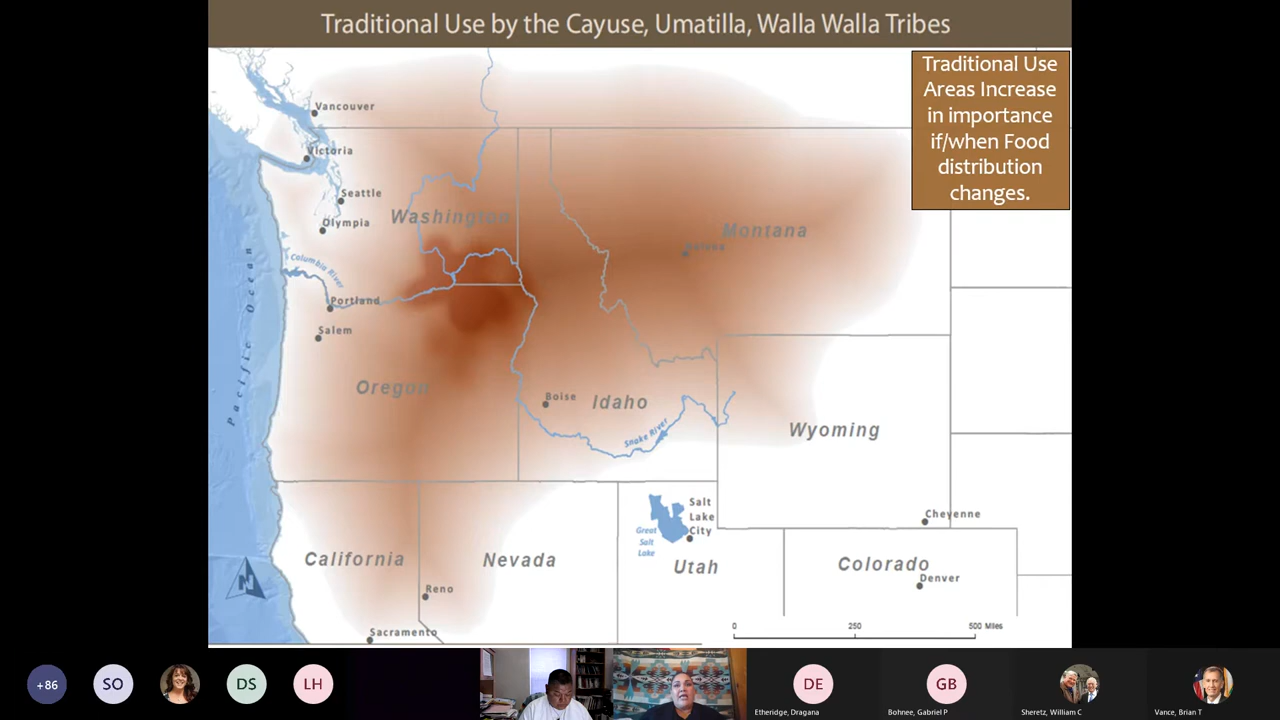 Traditional Use by the Cayuse, Umatilla, Walla Walla Tribes
Traditional Use
Areas Increase
in importance
if/when Food
distribution
changes.
Vancouver
Victoria
Seattle
Olympia
Washington
Montana
Helena
Columbia River
Pacific Ocean
Portland
Salem
Oregon
Boise
Idaho
Snake River
Wyoming
Salt
Lake
City
Great
Salt
Lake
Cheyenne
California
Nevada
Utah
Colorado
Denver
Reno
Sacramento
N
0 250 500 Miles
+86
SO
DS
LH
DE
GB
Etheridge, Dragana
Bohnee, Gabriel P
Sheretz, William C
Vance, Brian T